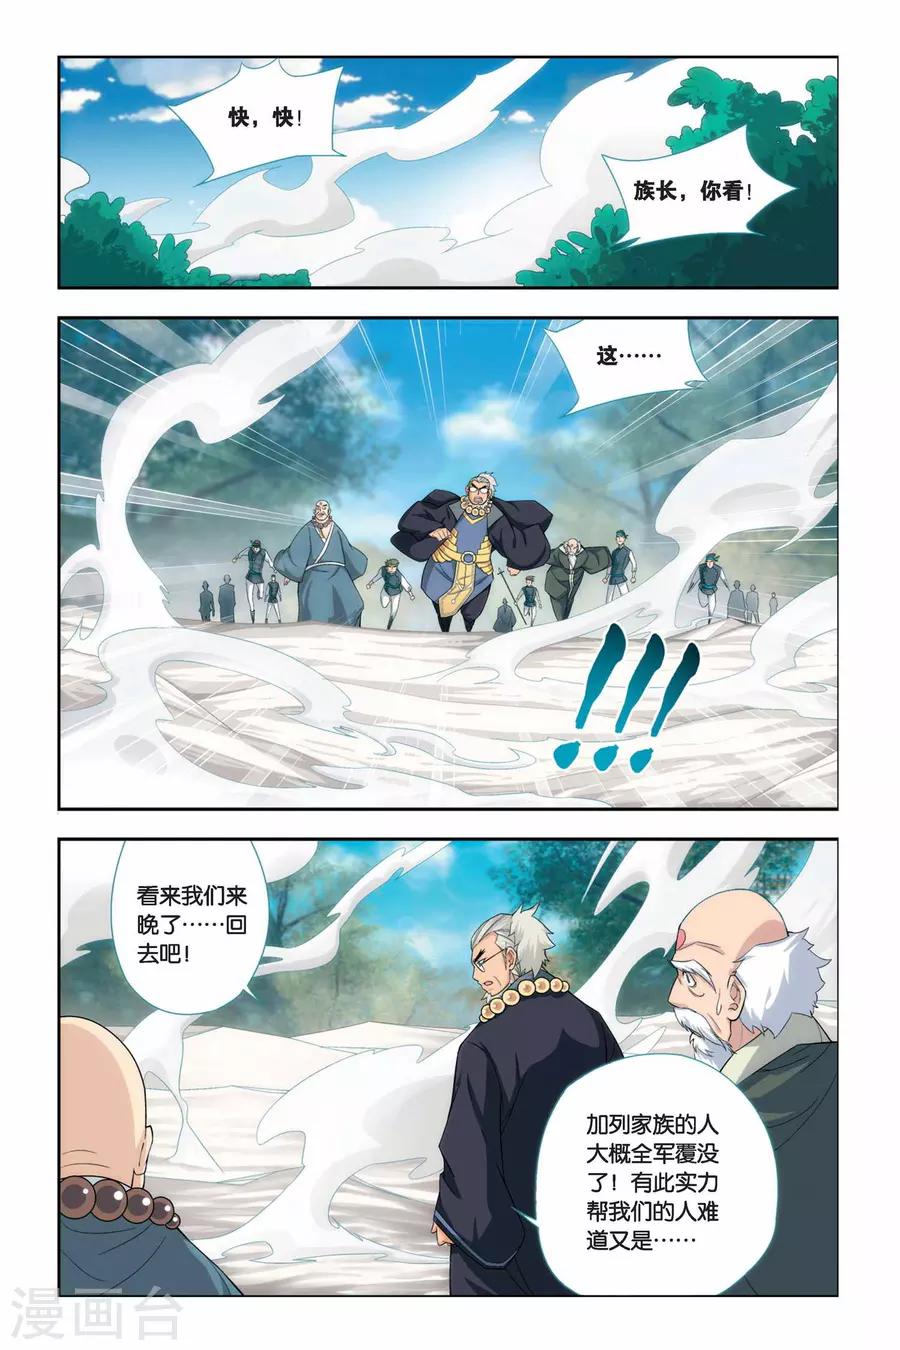 快，快！
族长，你看！
这……
!!!
看来我们来
晚了……回
去吧！
加列家族的人
大概全军覆没
了！有此实力
帮我们的人难
道又是……
漫画台